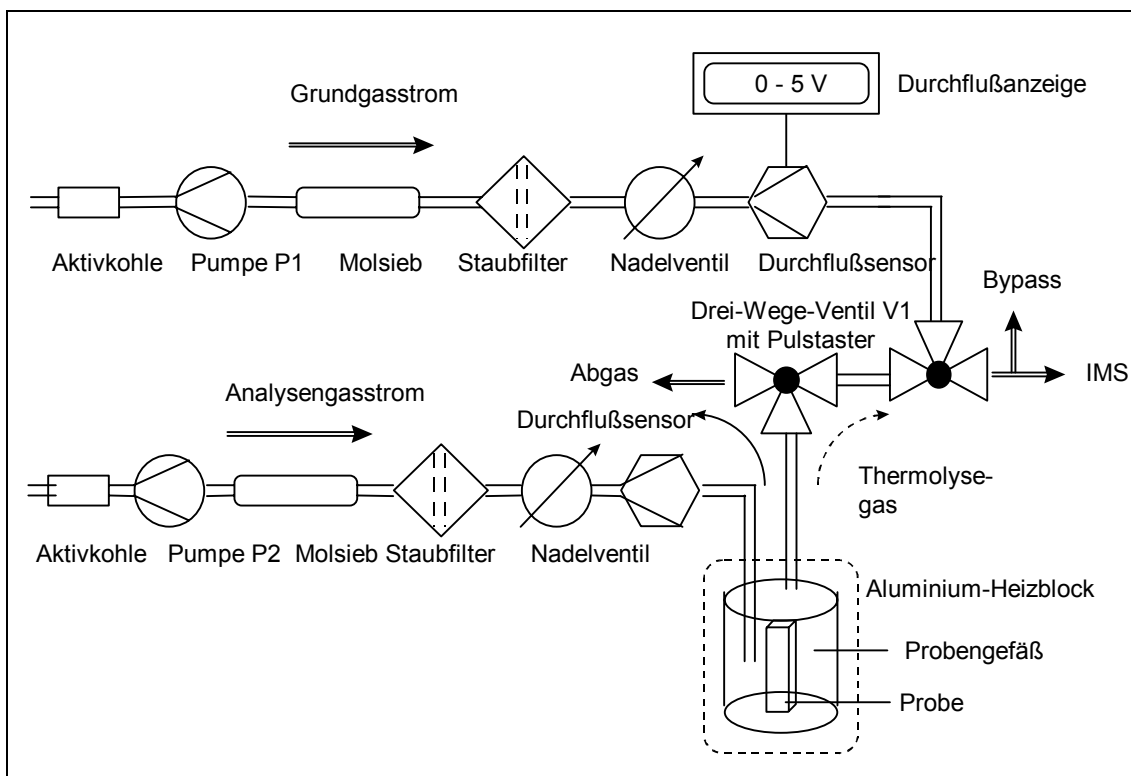 Grundgasstrom
0 - 5 V
Durchflußanzeige
Aktivkohle
Pumpe P1
Molsieb
Staubfilter
Nadelventil
Durchflußsensor
Bypass
Drei-Wege-Ventil V1
mit Pulstaster
Abgas
IMS
Analysengasstrom
Durchflußsensor
Thermolyse-
gas
Aktivkohle
Pumpe P2
Molsieb
Staubfilter
Nadelventil
Aluminium-Heizblock
Probengefäß
Probe